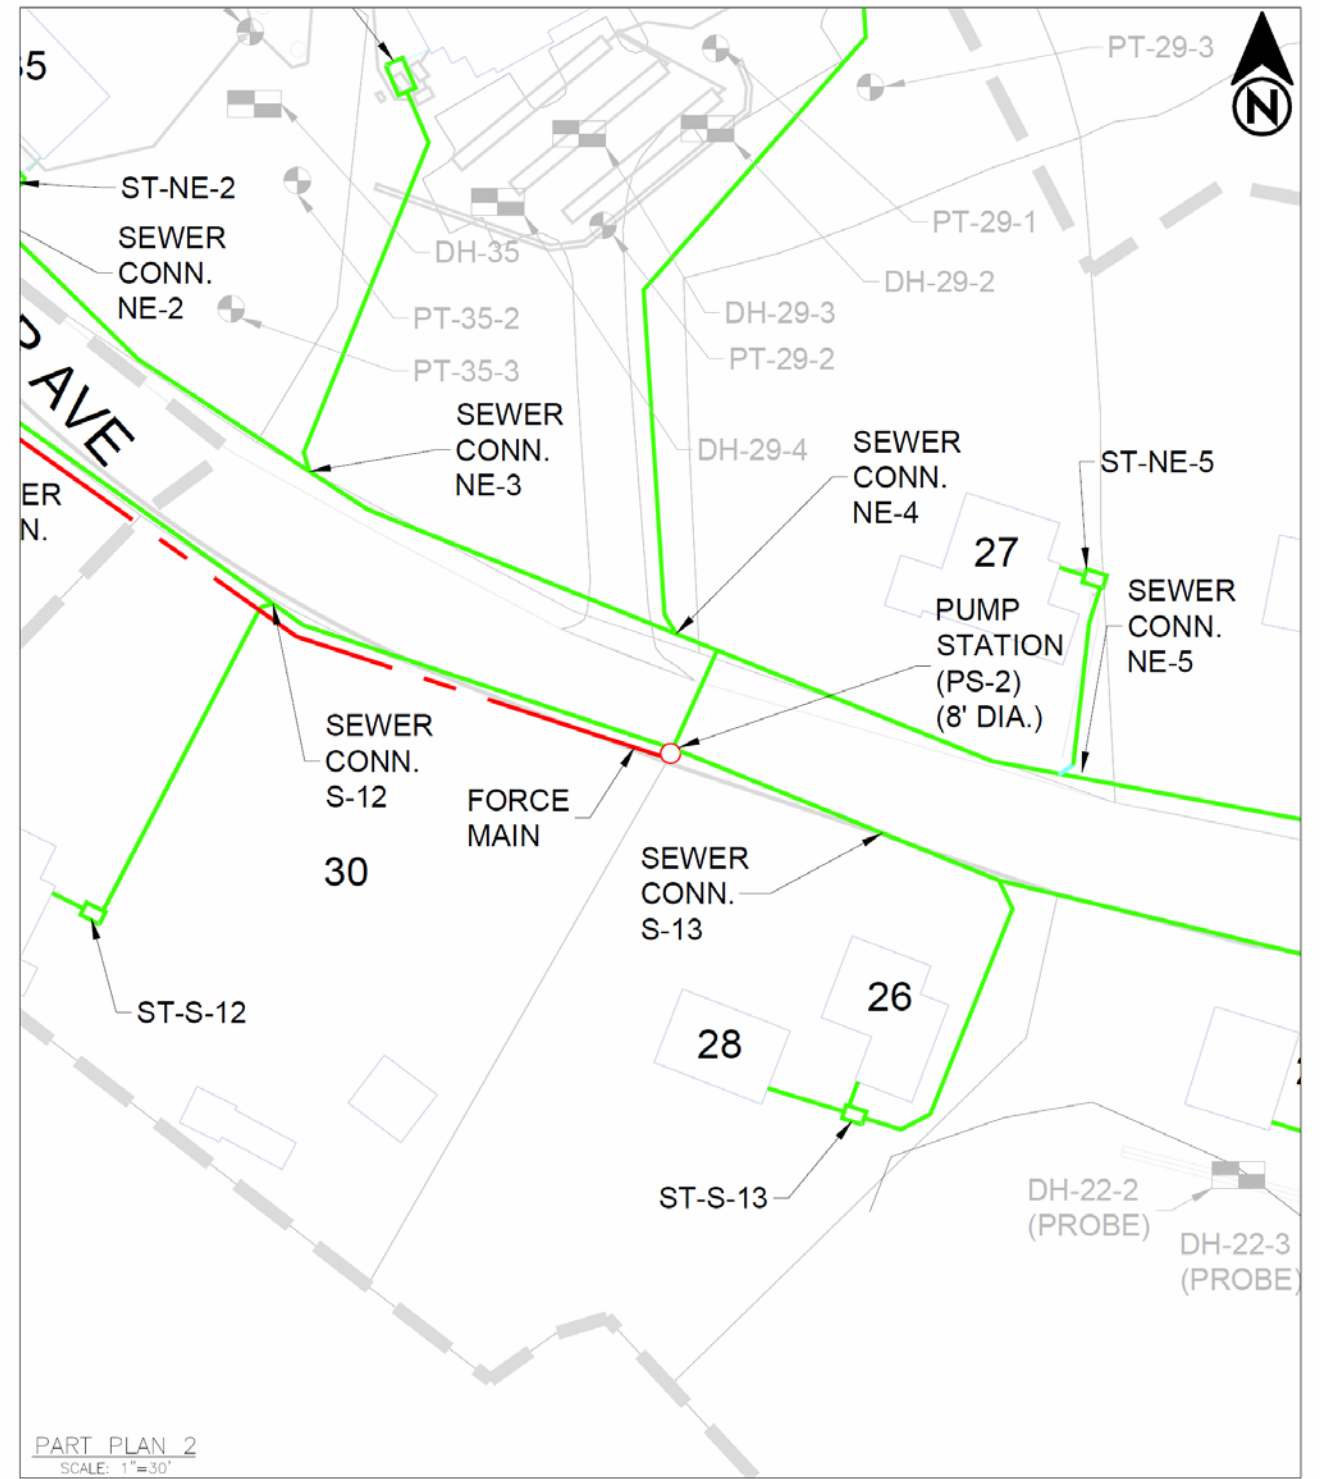 N
35
PT-29-3
ST-NE-2
PT-29-1
SEWER
CONN.
NE-2
DH-35
DH-29-2
PT-35-2
DH-29-3
PT-29-2
PT-35-3
AVE
SEWER
CONN.
NE-3
DH-29-4
SEWER
CONN.
NE-4
ST-NE-5
27
SEWER
CONN.
NE-5
PUMP
STATION
(PS-2)
(8' DIA.)
SEWER
CONN.
S-12
FORCE
MAIN
30
SEWER
CONN.
S-13
26
28
ST-S-12
ST-S-13
DH-22-2
(PROBE)
DH-22-3
(PROBE)
PART PLAN 2
SCALE: 1"=30'